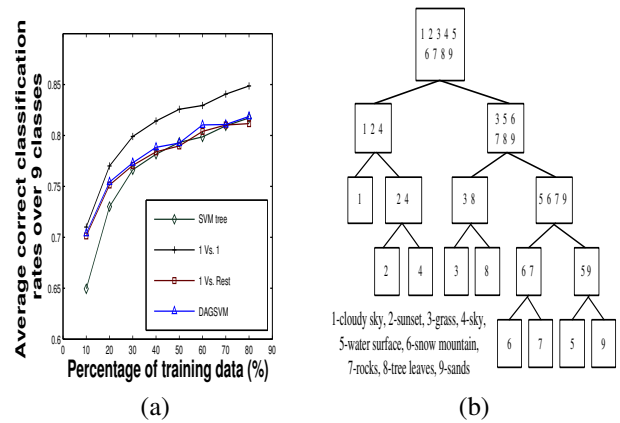 Average correct classification
rates over 9 classes
0.85
0.8
0.75
0.7
0.65
0.6
0 10 20 30 40 50 60 70 80 90
Percentage of training data (%)
SVM tree
1 Vs. 1
1 Vs. Rest
DAGSVM
(a)
1 2 3 4 5
6 7 8 9
1 2 4
3 5 6
7 8 9
1
2 4
3 8
5 6 7 9
2
4
3
8
6 7
5 9
6
7
5
9
1-cloudy sky, 2-sunset, 3-grass, 4-sky,
5-water surface, 6-snow mountain,
7-rocks, 8-tree leaves, 9-sands
(b)